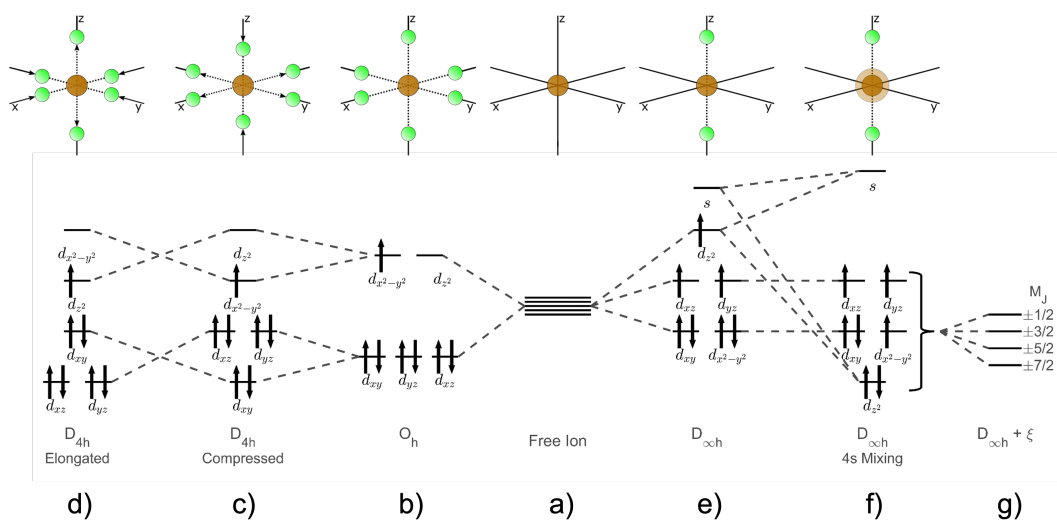 z z z z z z
x y x y x y x y x y x y
s
s
d_{x²−y²} d_{z²} d_{x²−y²} d_{z²} d_{z²}
d_{z²} d_{x²−y²} d_{xz} d_{yz} d_{xz} d_{yz} M_J
±1/2
d_{xy} d_{xz} d_{yz} d_{xy} d_{x²−y²} d_{xy} d_{x²−y²} ±3/2
±5/2
d_{xy} d_{yz} d_{xz} ±7/2
d_{xz} d_{yz} d_{xy} d_{z²}
D_{4h} D_{4h} O_h Free Ion D_{∞h} D_{∞h} D_{∞h} + ξ
Elongated Compressed 4s Mixing
d) c) b) a) e) f) g)